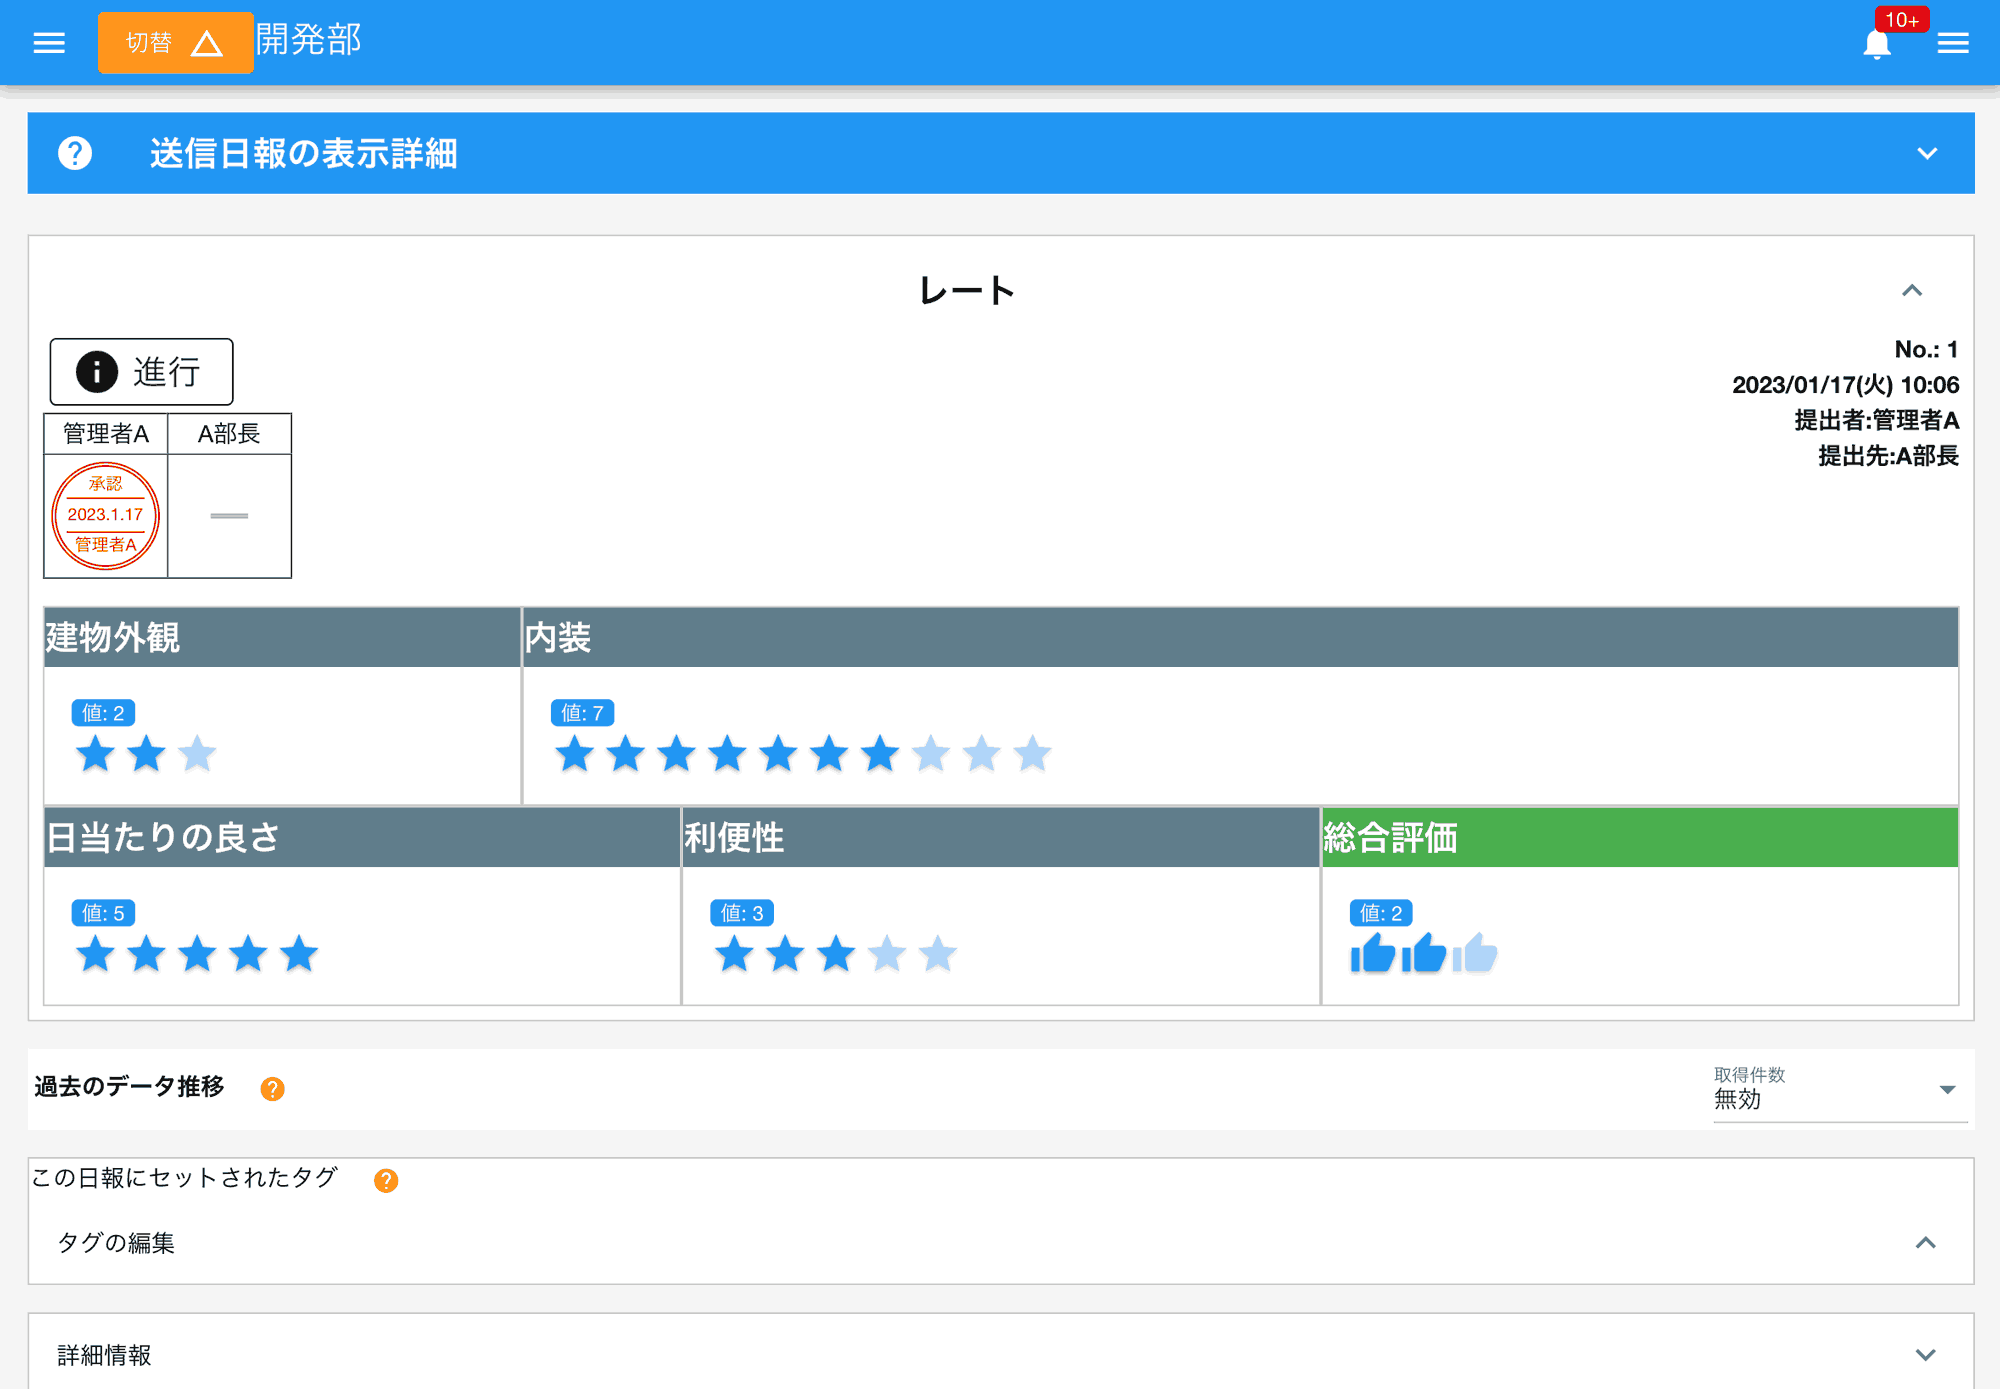 切替
開発部
10+
送信日報の表示詳細
レート
進行
No.: 1
2023/01/17(火) 10:06
提出者:管理者A
提出先:A部長
管理者A
A部長
承認
2023.1.17
管理者A
建物外観
内装
値: 2
値: 7
日当たりの良さ
利便性
総合評価
値: 5
値: 3
値: 2
過去のデータ推移
取得件数
無効
この日報にセットされたタグ
タグの編集
詳細情報